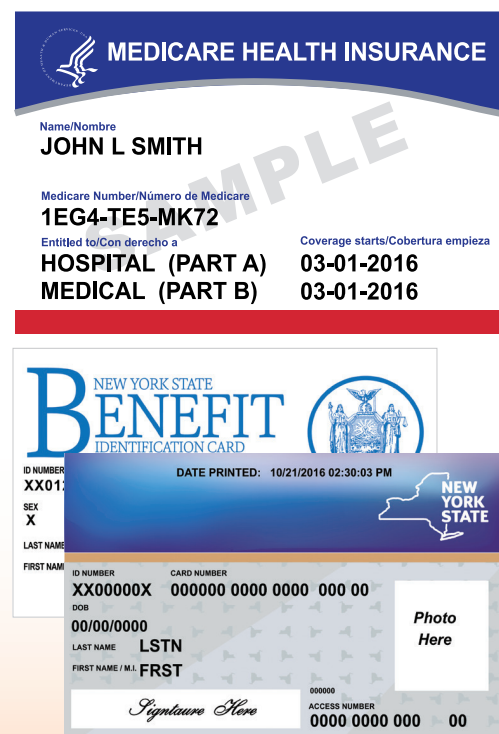 MEDICARE HEALTH INSURANCE
Name/Nombre
JOHN L SMITH
SAMPLE
Medicare Number/Número de Medicare
1EG4-TE5-MK72
Entitled to/Con derecho a
Coverage starts/Cobertura empieza
HOSPITAL (PART A) 03-01-2016
MEDICAL (PART B) 03-01-2016
NEW YORK STATE
BENEFIT
IDENTIFICATION CARD
ID NUMBER
XX01
SEX
X
LAST NAME
FIRST NAM
DATE PRINTED: 10/21/2016 02:30:03 PM
NEW
YORK
STATE
ID NUMBER CARD NUMBER
XX00000X 000000 0000 0000 000 00
DOB
00/00/0000
LAST NAME LSTN
FIRST NAME / M.I. FRST
Photo
Here
Signtaure Here
000000
ACCESS NUMBER
0000 0000 000 00